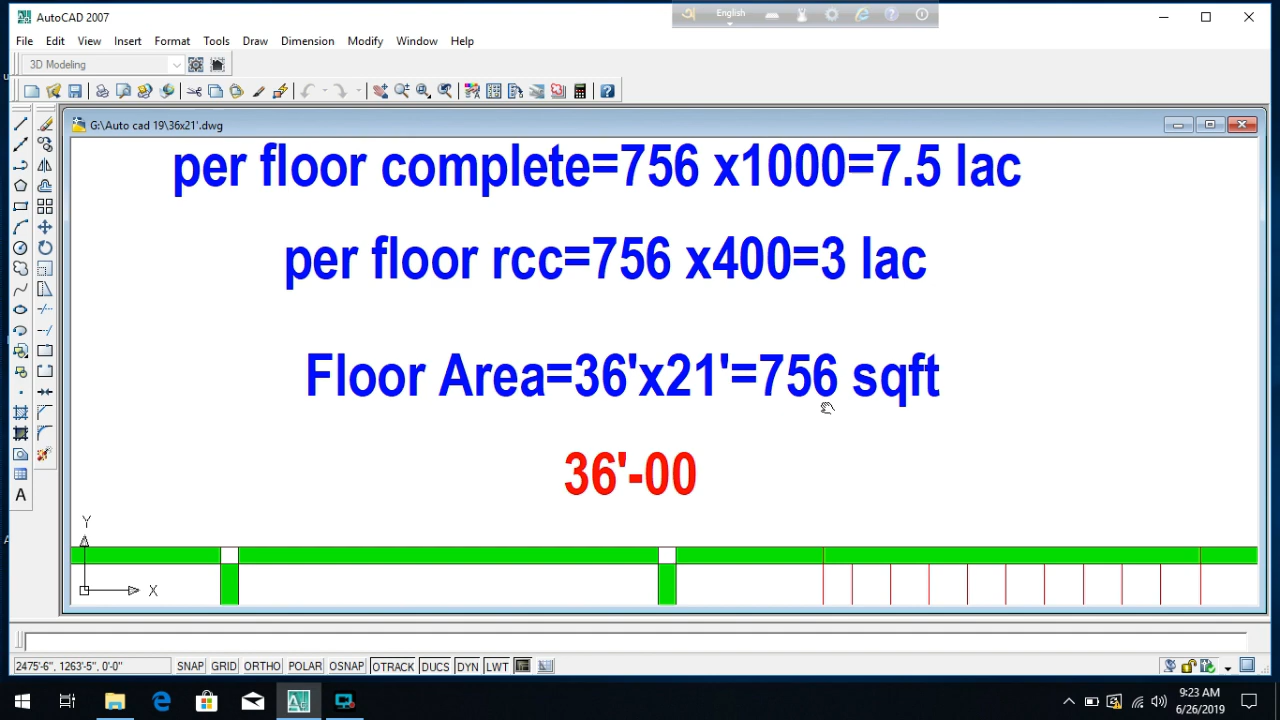 AutoCAD 2007
English
File Edit View Insert Format Tools Draw Dimension Modify Window Help
3D Modeling
G:\Auto cad 19\36x21'.dwg
per floor complete=756 x1000=7.5 lac
per floor rcc=756 x400=3 lac
Floor Area=36'x21'=756 sqft
36'-00
Y
X
A
2475'-6", 1263'-5", 0'-0" SNAP GRID ORTHO POLAR OSNAP OTRACK DUCS DYN LWT
9:23 AM
6/26/2019